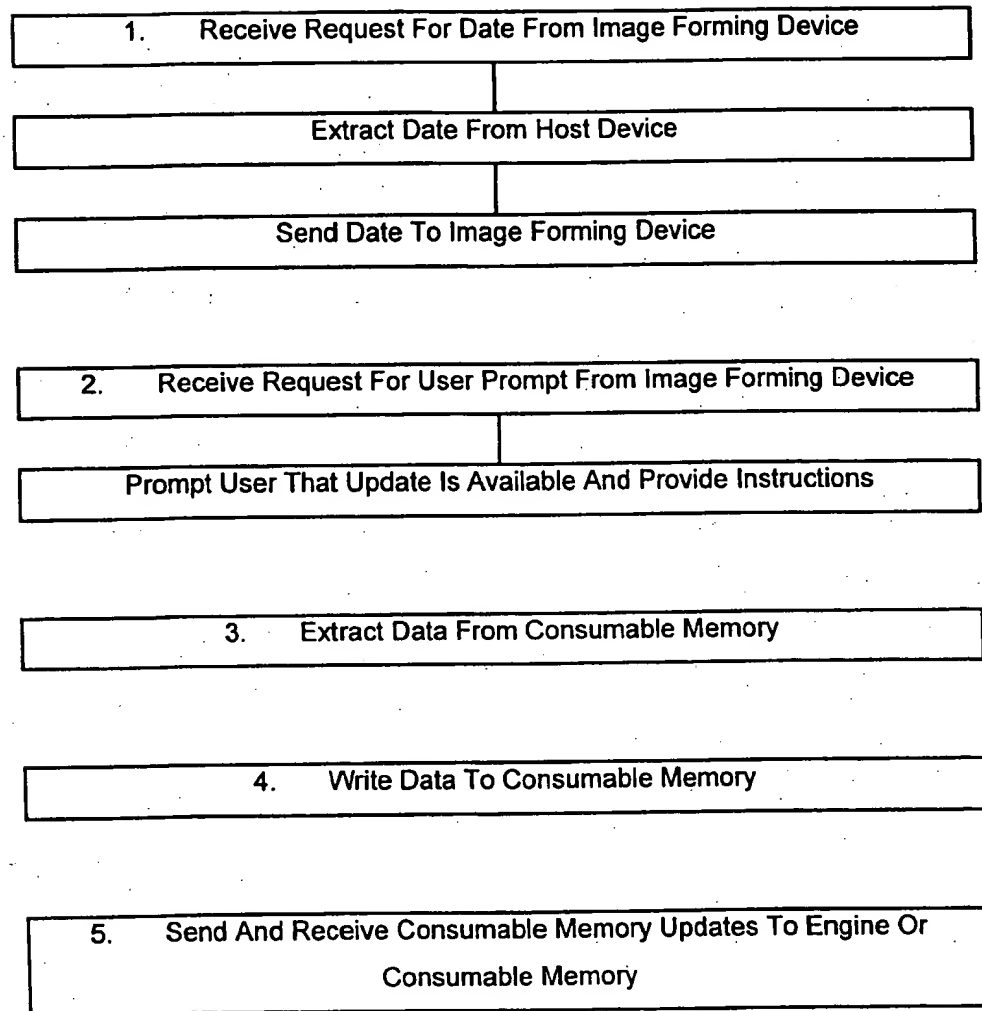 1. Receive Request For Date From Image Forming Device
Extract Date From Host Device
Send Date To Image Forming Device
2. Receive Request For User Prompt From Image Forming Device
Prompt User That Update Is Available And Provide Instructions
3. Extract Data From Consumable Memory
4. Write Data To Consumable Memory
5. Send And Receive Consumable Memory Updates To Engine Or
Consumable Memory